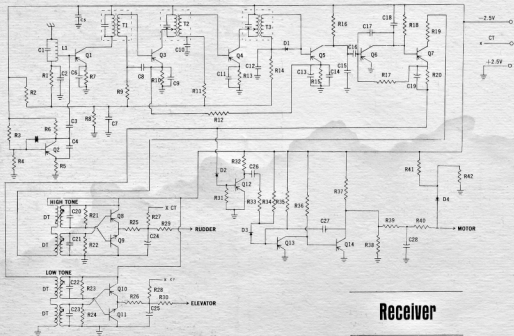 C5
T1
T2
T3
-2.5V
CT
+2.5V
C1
L1
C2
Q1
Q3
Q4
Q5
Q6
Q7
D1
R16
C17
C18
R18
R19
R1
R2
C6
R7
R9
C8
R10
C9
C10
R11
C11
R13
C12
R14
C13
R15
C14
C15
C16
R17
C19
R20
R3
R6
C3
C4
Q2
R4
R5
R8
C7
R12
D2
R32
C26
Q12
R31
R33
R34
R35
R36
R37
R41
R42
D4
HIGH TONE
DT
C20
R21
Q8
X CT
R27
R25
R29
RUDDER
DT
C21
R22
Q9
C24
D3
C27
Q13
Q14
R38
R39
R40
MOTOR
C28
LOW TONE
DT
C22
R23
Q10
X CT
R28
R26
R30
ELEVATOR
DT
C23
R24
Q11
C25
Receiver